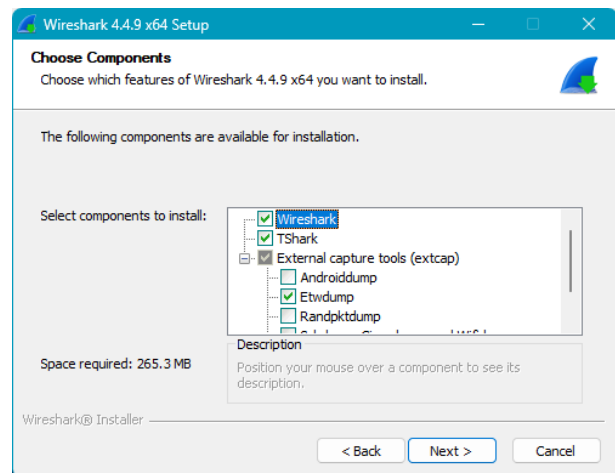 Wireshark 4.4.9 x64 Setup
Choose Components
Choose which features of Wireshark 4.4.9 x64 you want to install.
The following components are available for installation.
Select components to install:
Wireshark
TShark
External capture tools (extcap)
Androiddump
Etwdump
Randpktdump
Description
Space required: 265.3 MB
Position your mouse over a component to see its
description.
Wireshark® Installer
< Back
Next >
Cancel